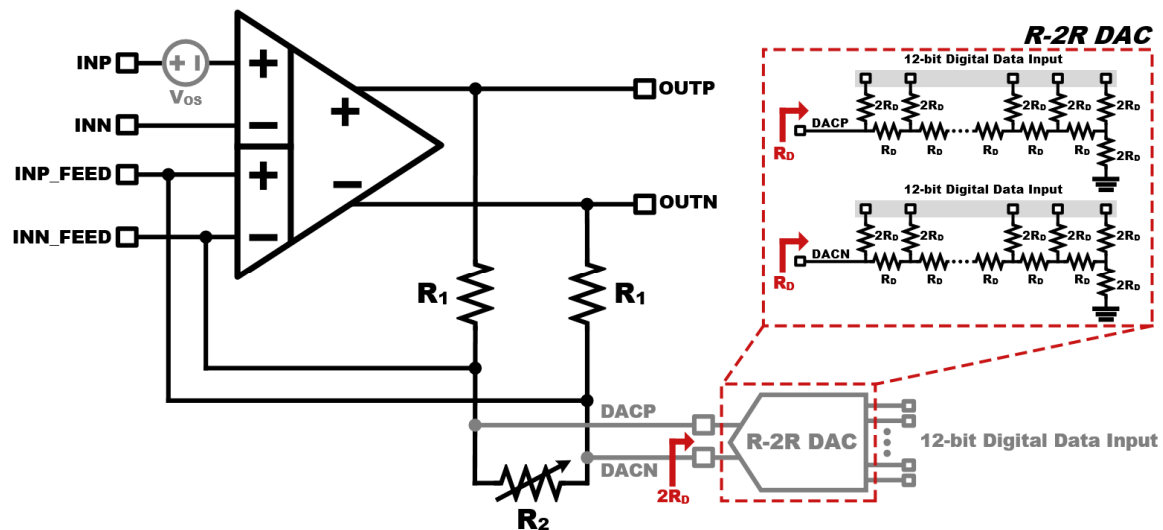 INP
+ I
VOS
INN
INP_FEED
INN_FEED
+
−
+
−
+
−
OUTP
OUTN
R1
R1
R2
DACP
DACN
2RD
R-2R DAC
12-bit Digital Data Input
R-2R DAC
12-bit Digital Data Input
2RD 2RD 2RD 2RD 2RD
DACP
RD
RD RD RD RD RD
2RD
12-bit Digital Data Input
2RD 2RD 2RD 2RD 2RD
DACN
RD
RD RD RD RD RD
2RD